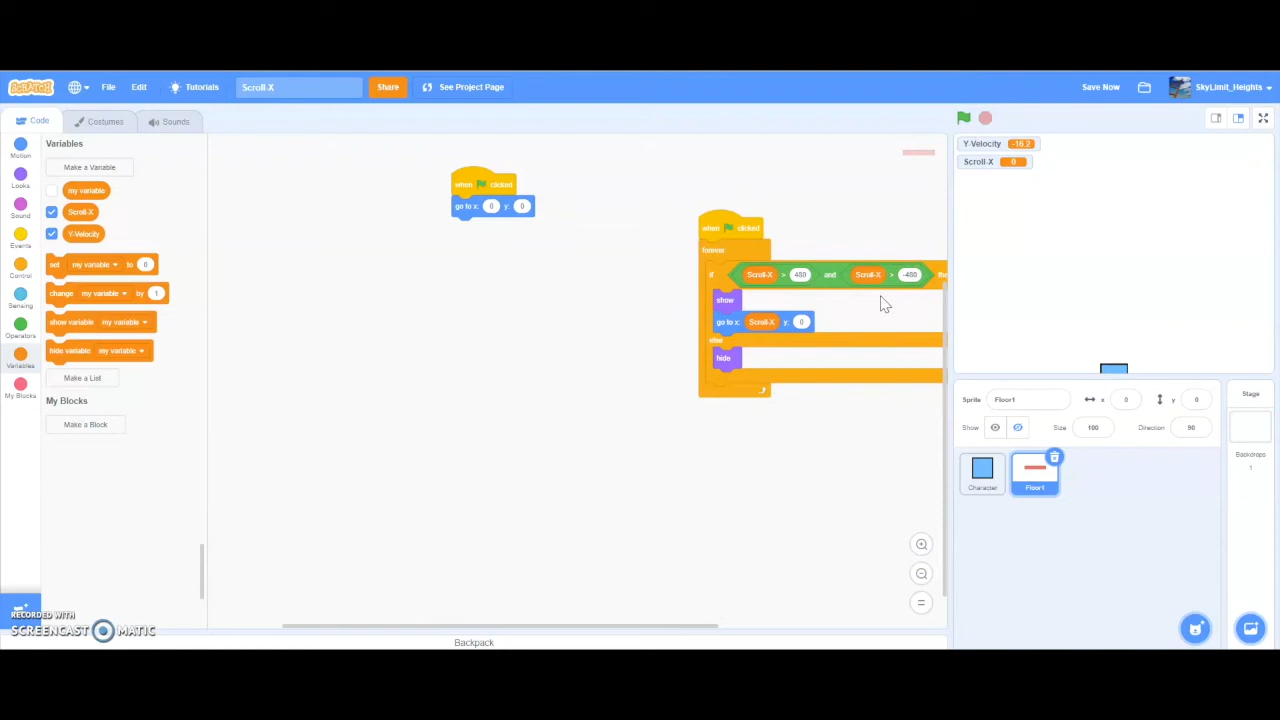 SCRATCH File Edit Tutorials Scroll-X Share See Project Page Save Now SkyLimit_Heights
Code Costumes Sounds
Motion
Looks
Sound
Events
Control
Sensing
Operators
Variables
My Blocks
Variables
Make a Variable
my variable
Scroll-X
Y-Velocity
set my variable to 0
change my variable by 1
show variable my variable
hide variable my variable
Make a List
My Blocks
Make a Block
when clicked
go to x: 0 y: 0
when clicked
forever
if Scroll-X > 480 and Scroll-X > -480 the
show
go to x: Scroll-X y: 0
else
hide
Y-Velocity -16.2
Scroll-X 0
Sprite Floor1 x 0 y 0
Show Size 100 Direction 90
Character
Floor1
Stage
Backdrops
1
Backpack
RECORDED WITH
SCREENCAST MATIC